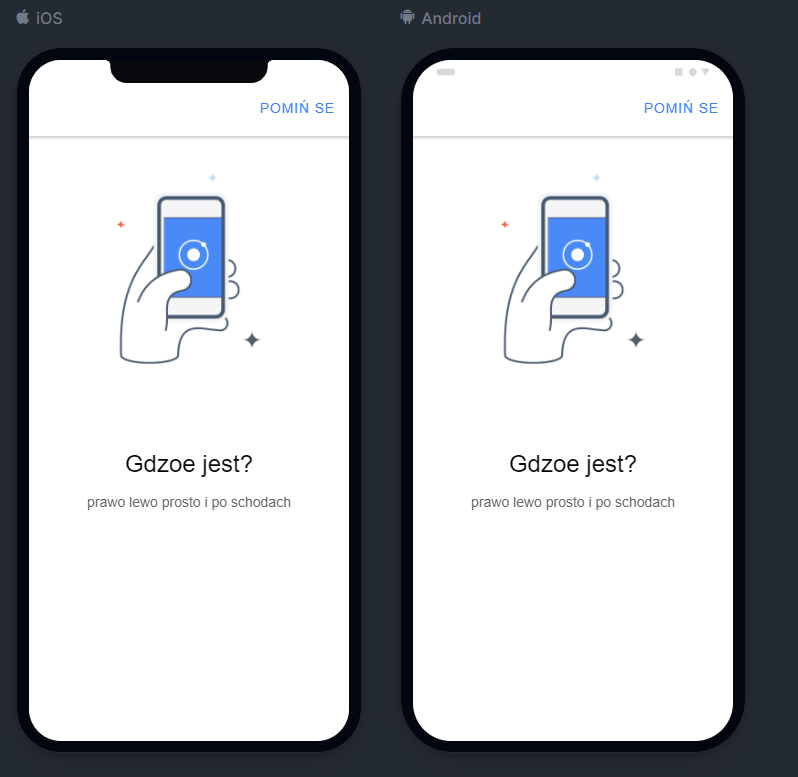 iOS
Android
POMIŃ SE
POMIŃ SE
Gdzoe jest?
Gdzoe jest?
prawo lewo prosto i po schodach
prawo lewo prosto i po schodach